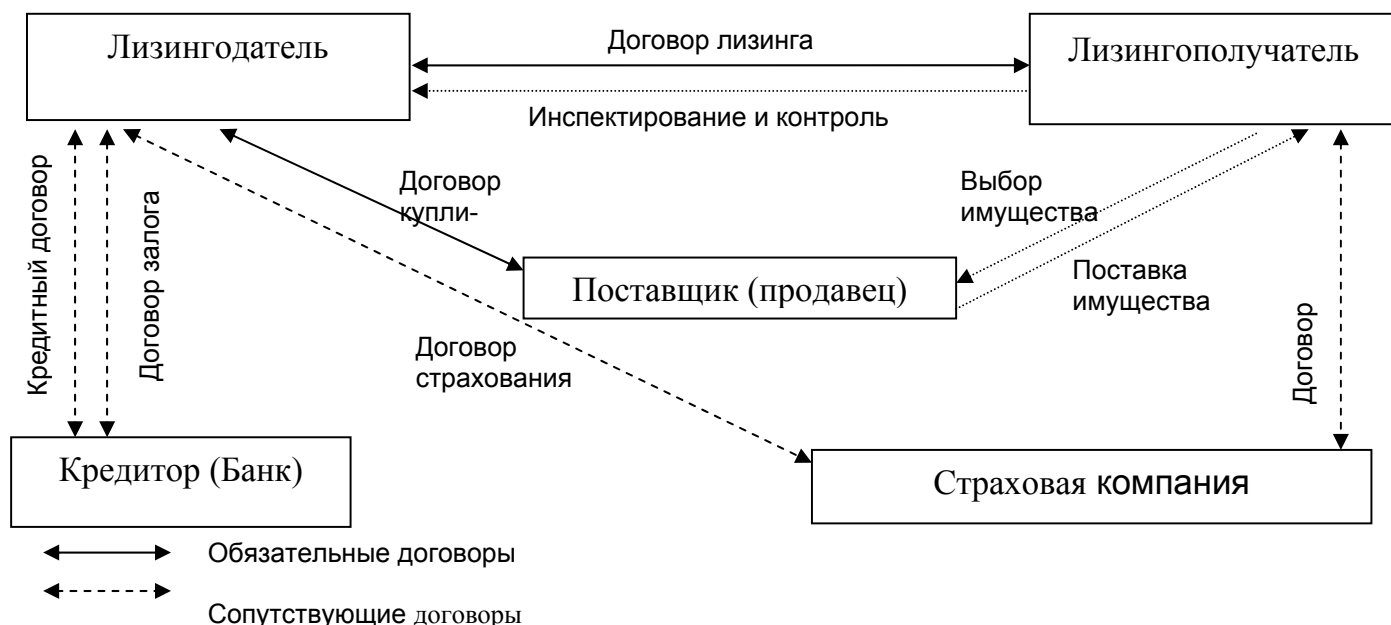 Лизингодатель
Договор лизинга
Лизингополучатель
Инспектирование и контроль
Кредитный договор
Договор залога
Договор
купли-
Выбор
имущества
Поставщик (продавец)
Поставка
имущества
Договор
страхования
Договор
Кредитор (Банк)
Страховая компания
Обязательные договоры
Сопутствующие договоры